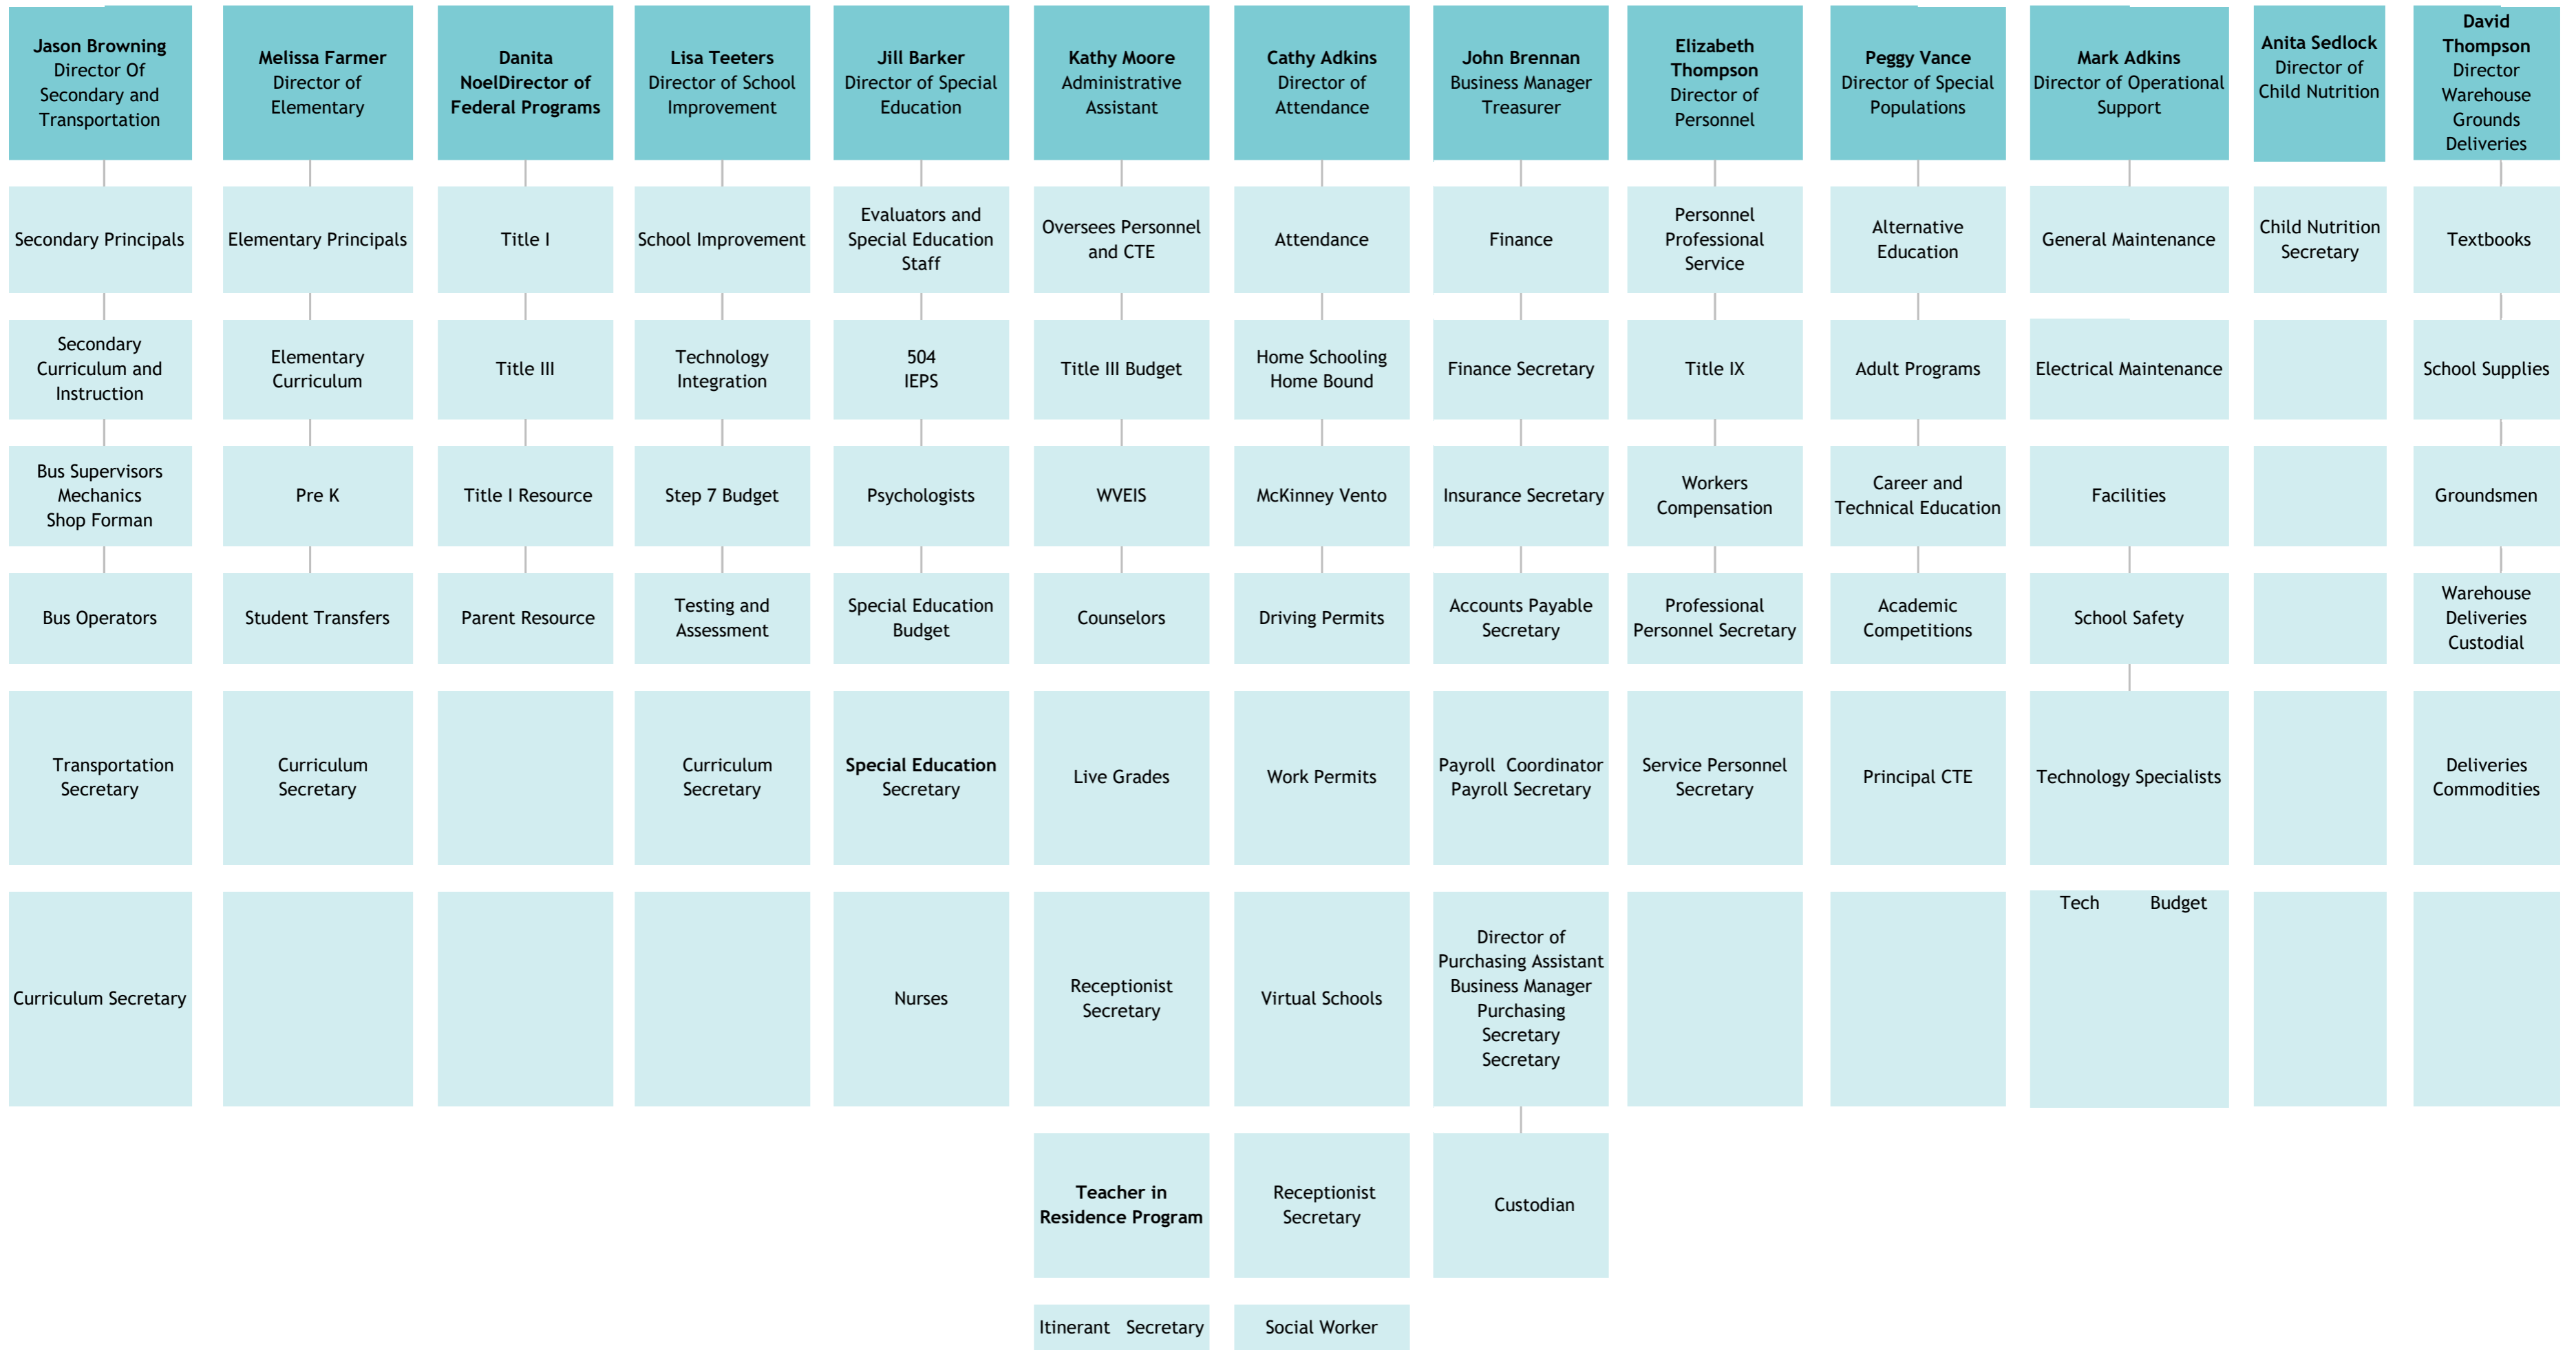 Jason Browning
Director Of
Secondary and
Transportation
Melissa Farmer
Director of
Elementary
Danita
NoelDirector of
Federal Programs
Lisa Teeters
Director of School
Improvement
Jill Barker
Director of Special
Education
Kathy Moore
Administrative
Assistant
Cathy Adkins
Director of
Attendance
John Brennan
Business Manager
Treasurer
Elizabeth
Thompson
Director of
Personnel
Peggy Vance
Director of Special
Populations
Mark Adkins
Director of Operational
Support
Anita Sedlock
Director of
Child Nutrition
David
Thompson
Director
Warehouse
Grounds
Deliveries
Secondary Principals
Elementary Principals
Title I
School Improvement
Evaluators and
Special Education
Staff
Oversees Personnel
and CTE
Attendance
Finance
Personnel
Professional
Service
Alternative
Education
General Maintenance
Child Nutrition
Secretary
Textbooks
Secondary
Curriculum and
Instruction
Elementary
Curriculum
Title III
Technology
Integration
504
IEPS
Title III Budget
Home Schooling
Home Bound
Finance Secretary
Title IX
Adult Programs
Electrical Maintenance
School Supplies
Bus Supervisors
Mechanics
Shop Forman
Pre K
Title I Resource
Step 7 Budget
Psychologists
WVEIS
McKinney Vento
Insurance Secretary
Workers
Compensation
Career and
Technical Education
Facilities
Groundsmen
Bus Operators
Student Transfers
Parent Resource
Testing and
Assessment
Special Education
Budget
Counselors
Driving Permits
Accounts Payable
Secretary
Professional
Personnel Secretary
Academic
Competitions
School Safety
Warehouse
Deliveries
Custodial
Transportation
Secretary
Curriculum
Secretary
Curriculum
Secretary
Special Education
Secretary
Live Grades
Work Permits
Payroll Coordinator
Payroll Secretary
Service Personnel
Secretary
Principal CTE
Technology Specialists
Deliveries
Commodities
Curriculum Secretary
Nurses
Receptionist
Secretary
Virtual Schools
Director of
Purchasing Assistant
Business Manager
Purchasing
Secretary
Secretary
Tech Budget
Teacher in
Residence Program
Receptionist
Secretary
Custodian
Itinerant Secretary
Social Worker